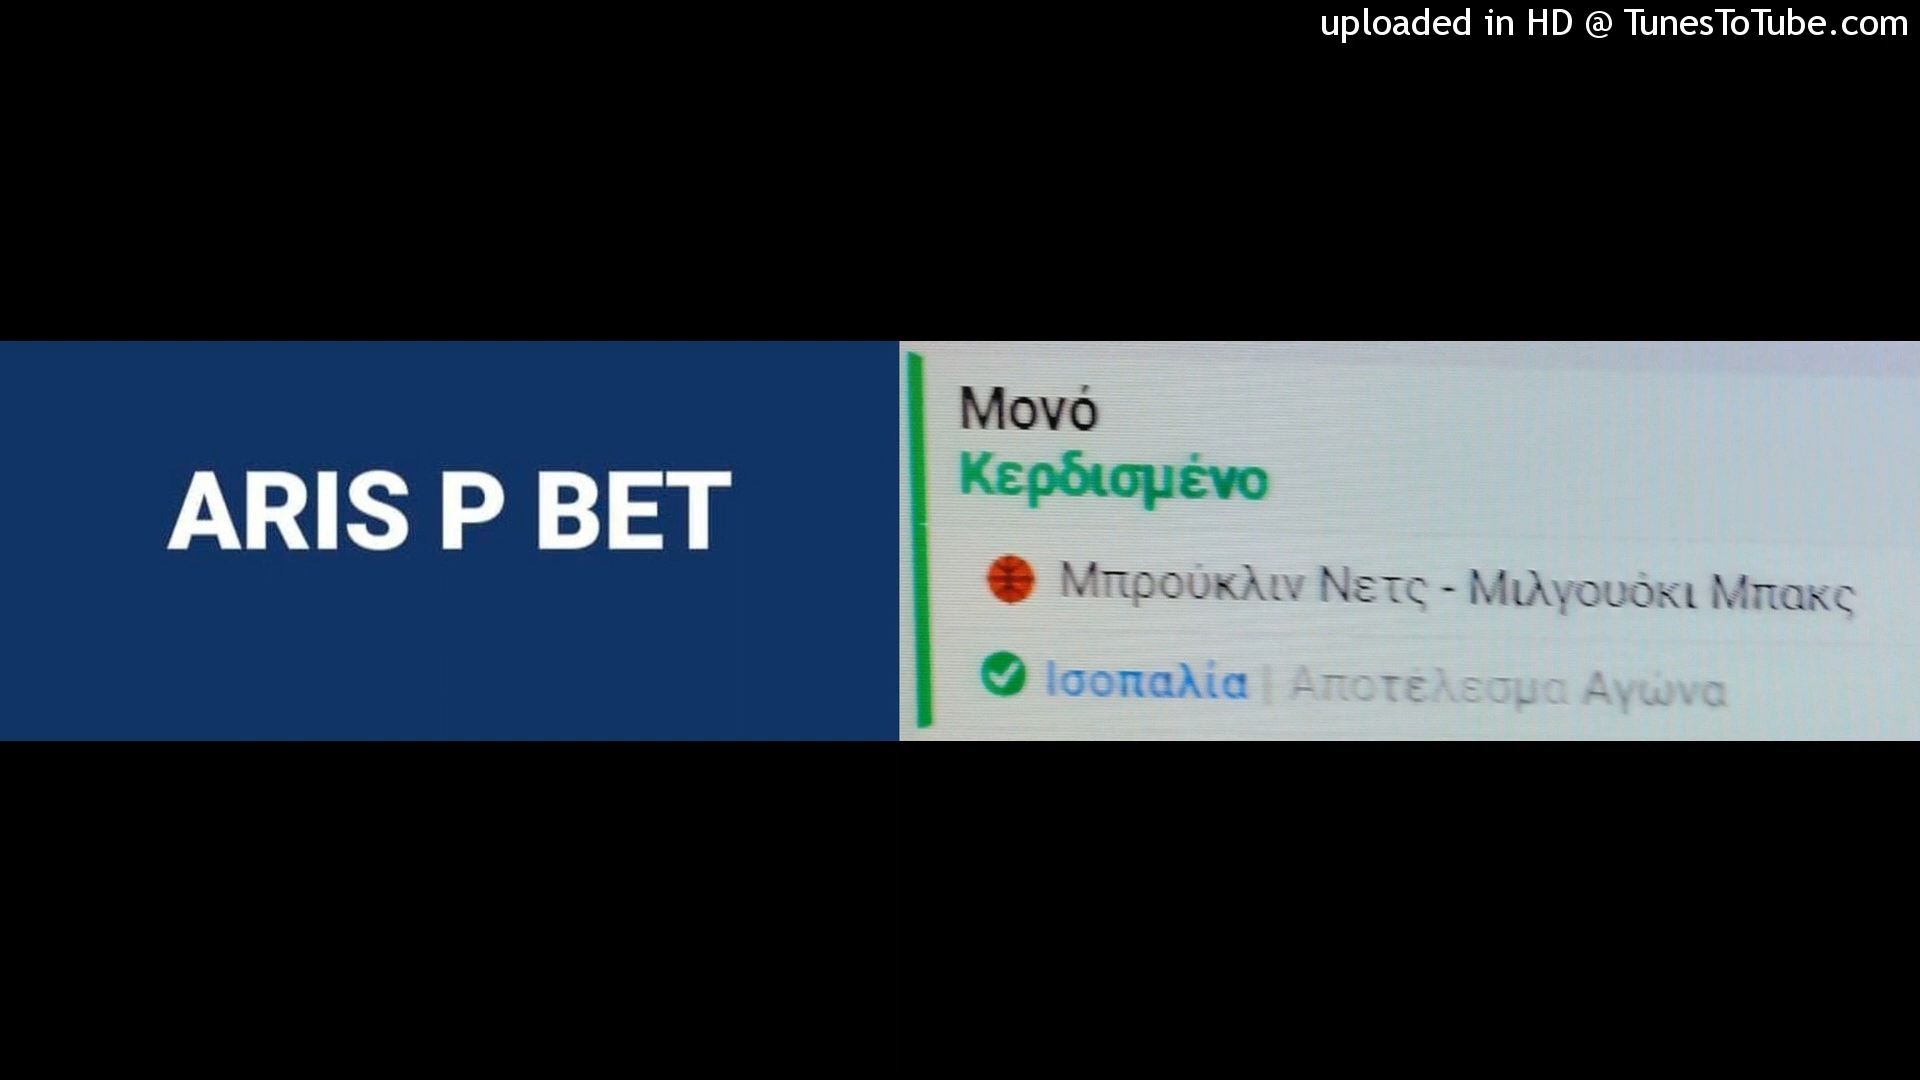 uploaded in HD @ TunesToTube.com
ARIS P BET
Μονό
Κερδισμένο
Μπρούκλιν Νετς - Μιλγουόκι Μπακς
Ισοπαλία | Αποτέλεσμα Αγώνα